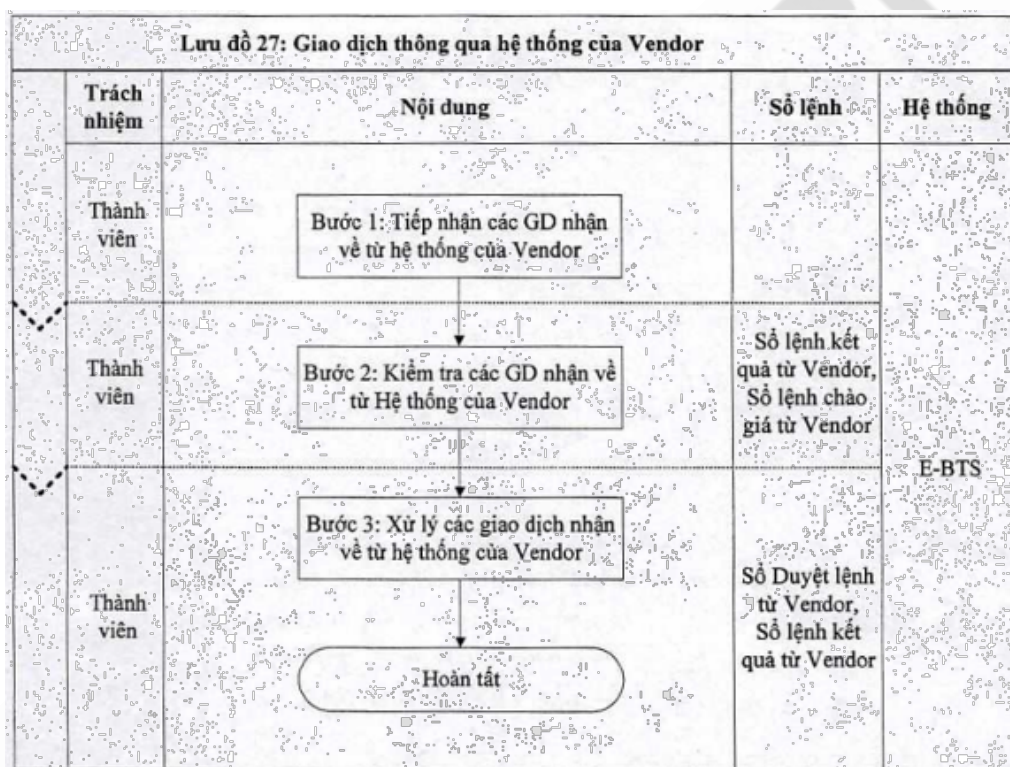 Lưu đồ 27: Giao dịch thông qua hệ thống của Vendor
Trách
nhiệm
Nội dung
Sổ lệnh
Hệ thống
Thành
viên
Bước 1: Tiếp nhận các GD nhận
về từ hệ thống của Vendor
Thành
viên
Bước 2: Kiểm tra các GD nhận về
từ Hệ thống của Vendor
Sổ lệnh kết
quả từ Vendor,
Sổ lệnh chào
giá từ Vendor
E-BTS
Thành
viên
Bước 3: Xử lý các giao dịch nhận
về từ hệ thống của Vendor
Hoàn tất
Sổ Duyệt lệnh
từ Vendor,
Sổ lệnh kết
quả từ Vendor